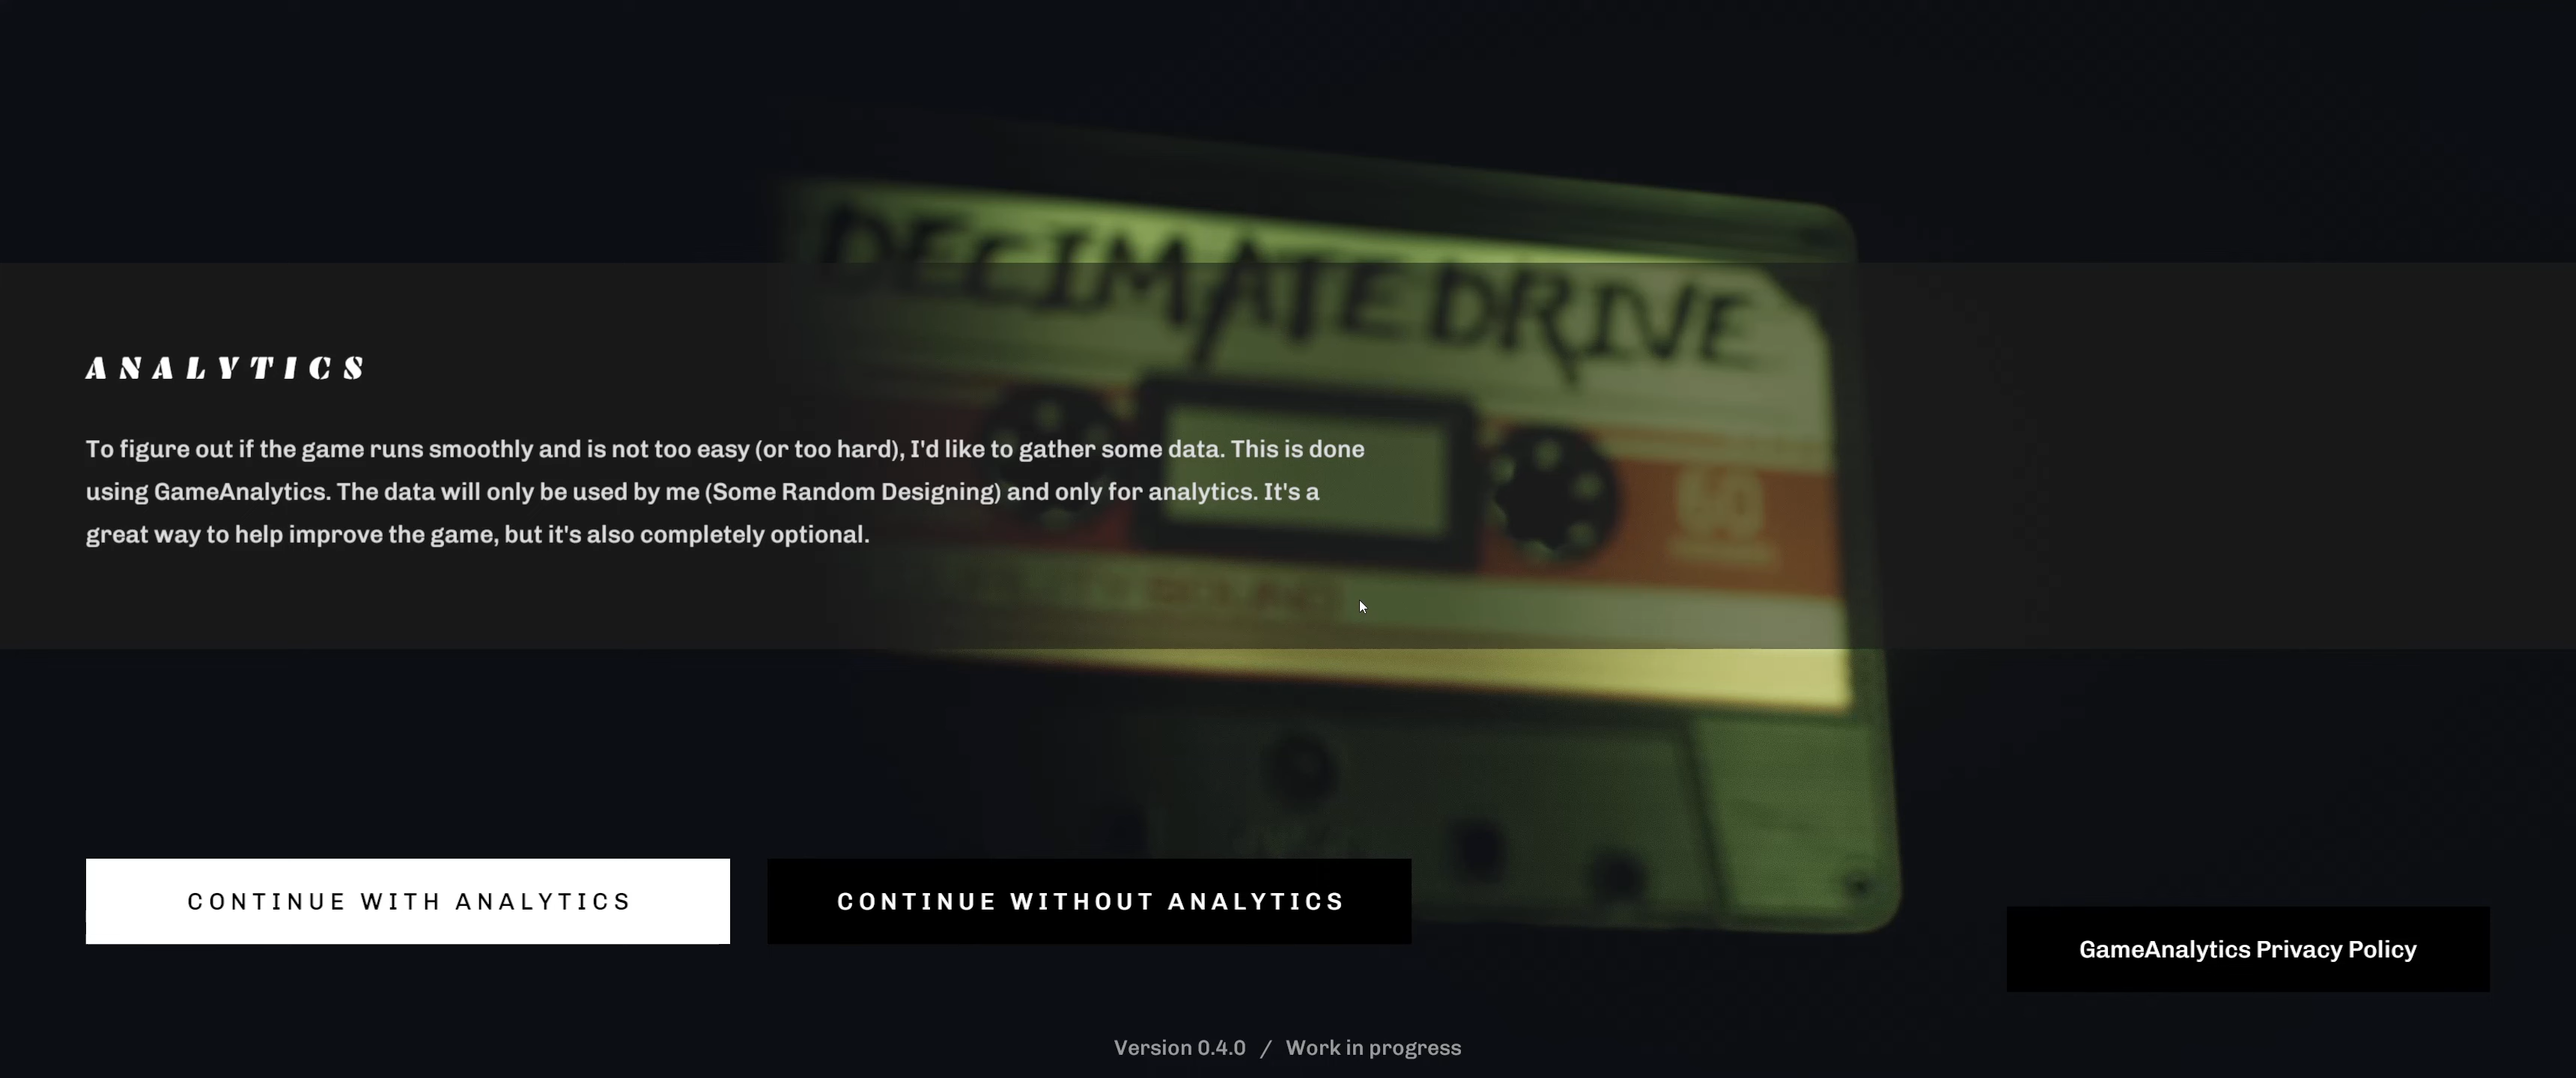 DECIMATE DRIVE
ANALYTICS
To figure out if the game runs smoothly and is not too easy (or too hard), I'd like to gather some data. This is done
using GameAnalytics. The data will only be used by me (Some Random Designing) and only for analytics. It's a
great way to help improve the game, but it's also completely optional.
60
CONTINUE WITH ANALYTICS
CONTINUE WITHOUT ANALYTICS
GameAnalytics Privacy Policy
Version 0.4.0 / Work in progress